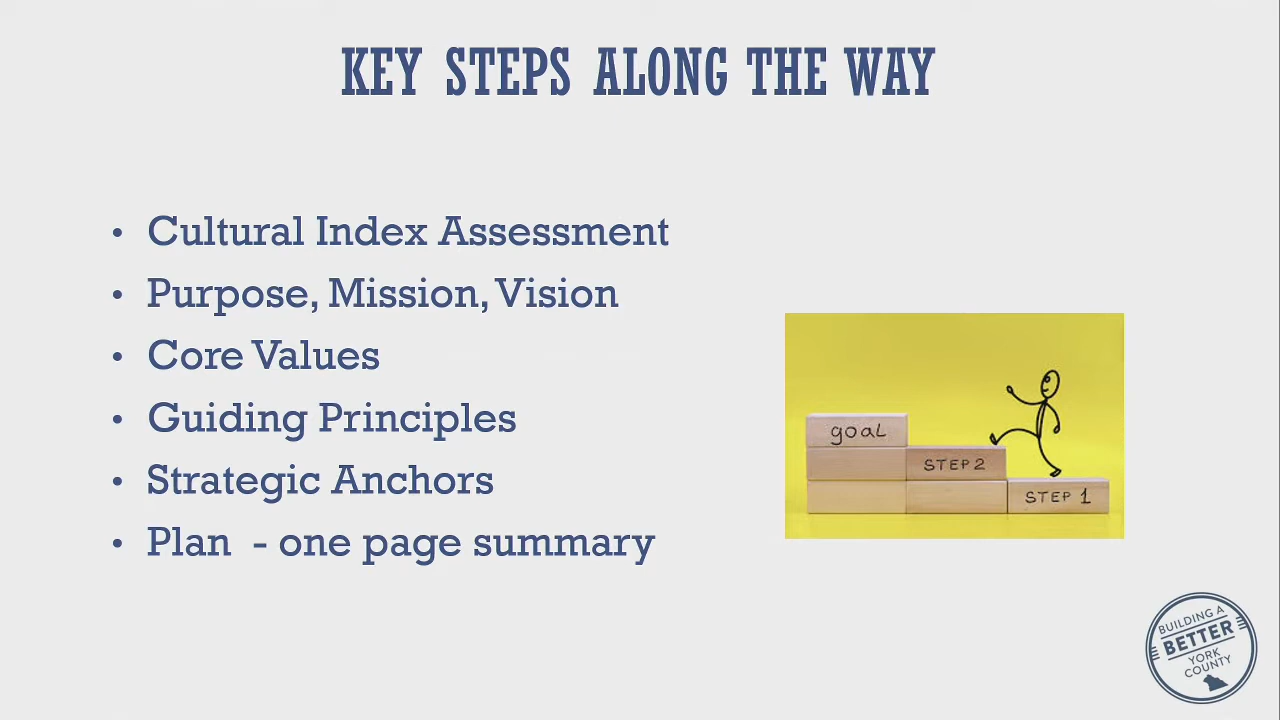 KEY STEPS ALONG THE WAY
• Cultural Index Assessment
• Purpose, Mission, Vision
• Core Values
• Guiding Principles
• Strategic Anchors
• Plan - one page summary
goal
STEP 2
STEP 1
BUILDING A
BETTER
YORK
COUNTY